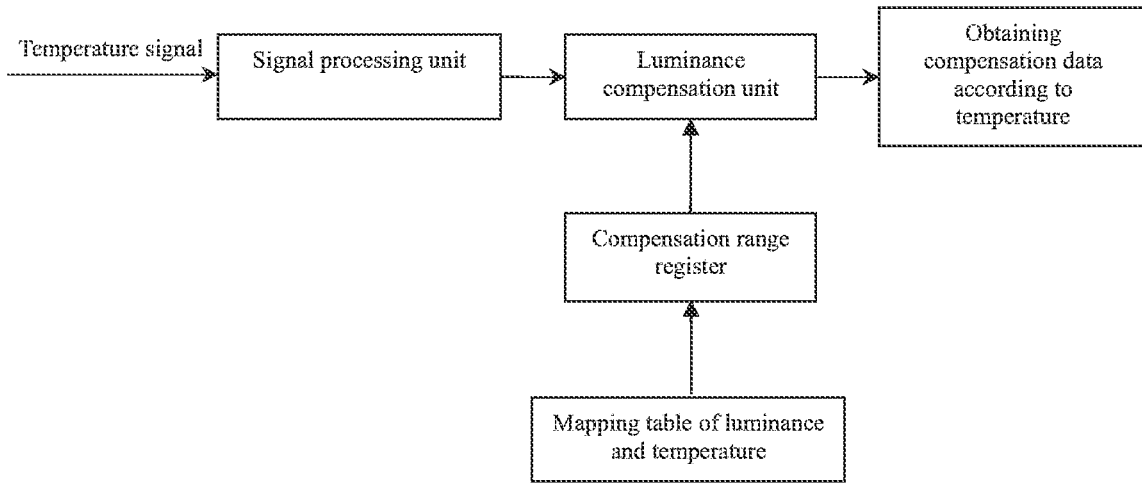 Temperature signal
Signal processing unit
Luminance
compensation unit
Obtaining
compensation data
according to
temperature
Compensation range
register
Mapping table of luminance
and temperature